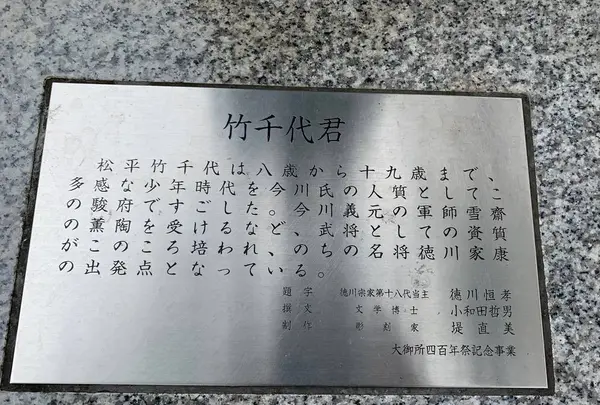 竹千代君
松平竹千代は八歳から十九歳まで、
多感な少年時代を今川氏の人質としてこ
の駿府ですごした。今川義元の軍師雪齋
の薫陶を受けるなど、武将としての資質
がこのころ培われ、のちの名将徳川家康
の出発点となっている。
題字 徳川宗家第十八代当主 徳川恒孝
撰文 文学博士 小和田哲男
制作 彫刻家 堤直美
大御所四百年祭記念事業